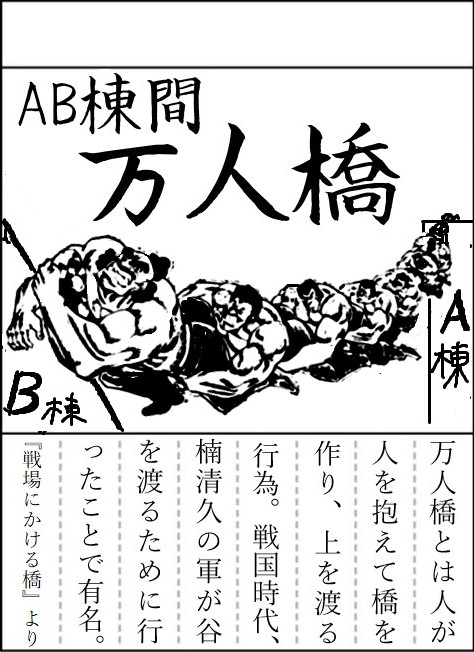 AB棟間
万人橋
A棟
B棟
万人橋とは人が
人を抱えて橋を
作り、上を渡る
行為。戦国時代、
楠清久の軍が谷
を渡るために行
ったことで有名。
『戦場にかける橋』より